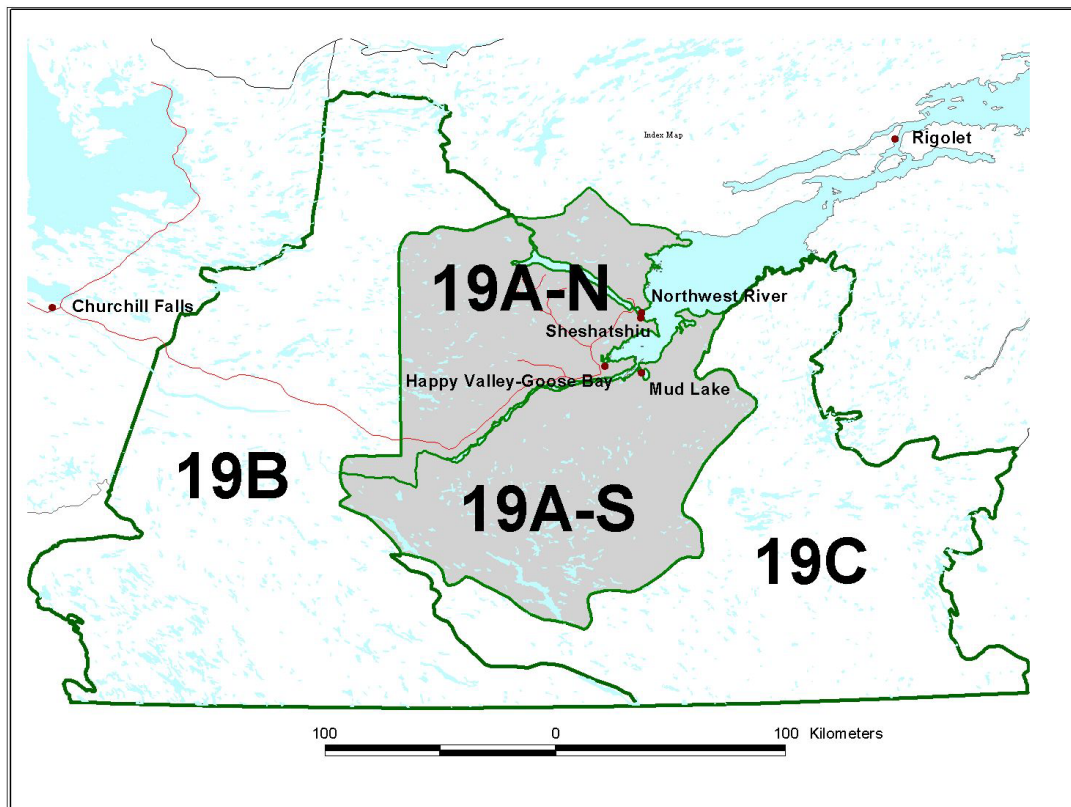 Index Map
Rigolet
19A-N
Northwest River
Churchill Falls
Sheshatshiu
Happy Valley-Goose Bay
Mud Lake
19B
19A-S
19C
100 0 100 Kilometers